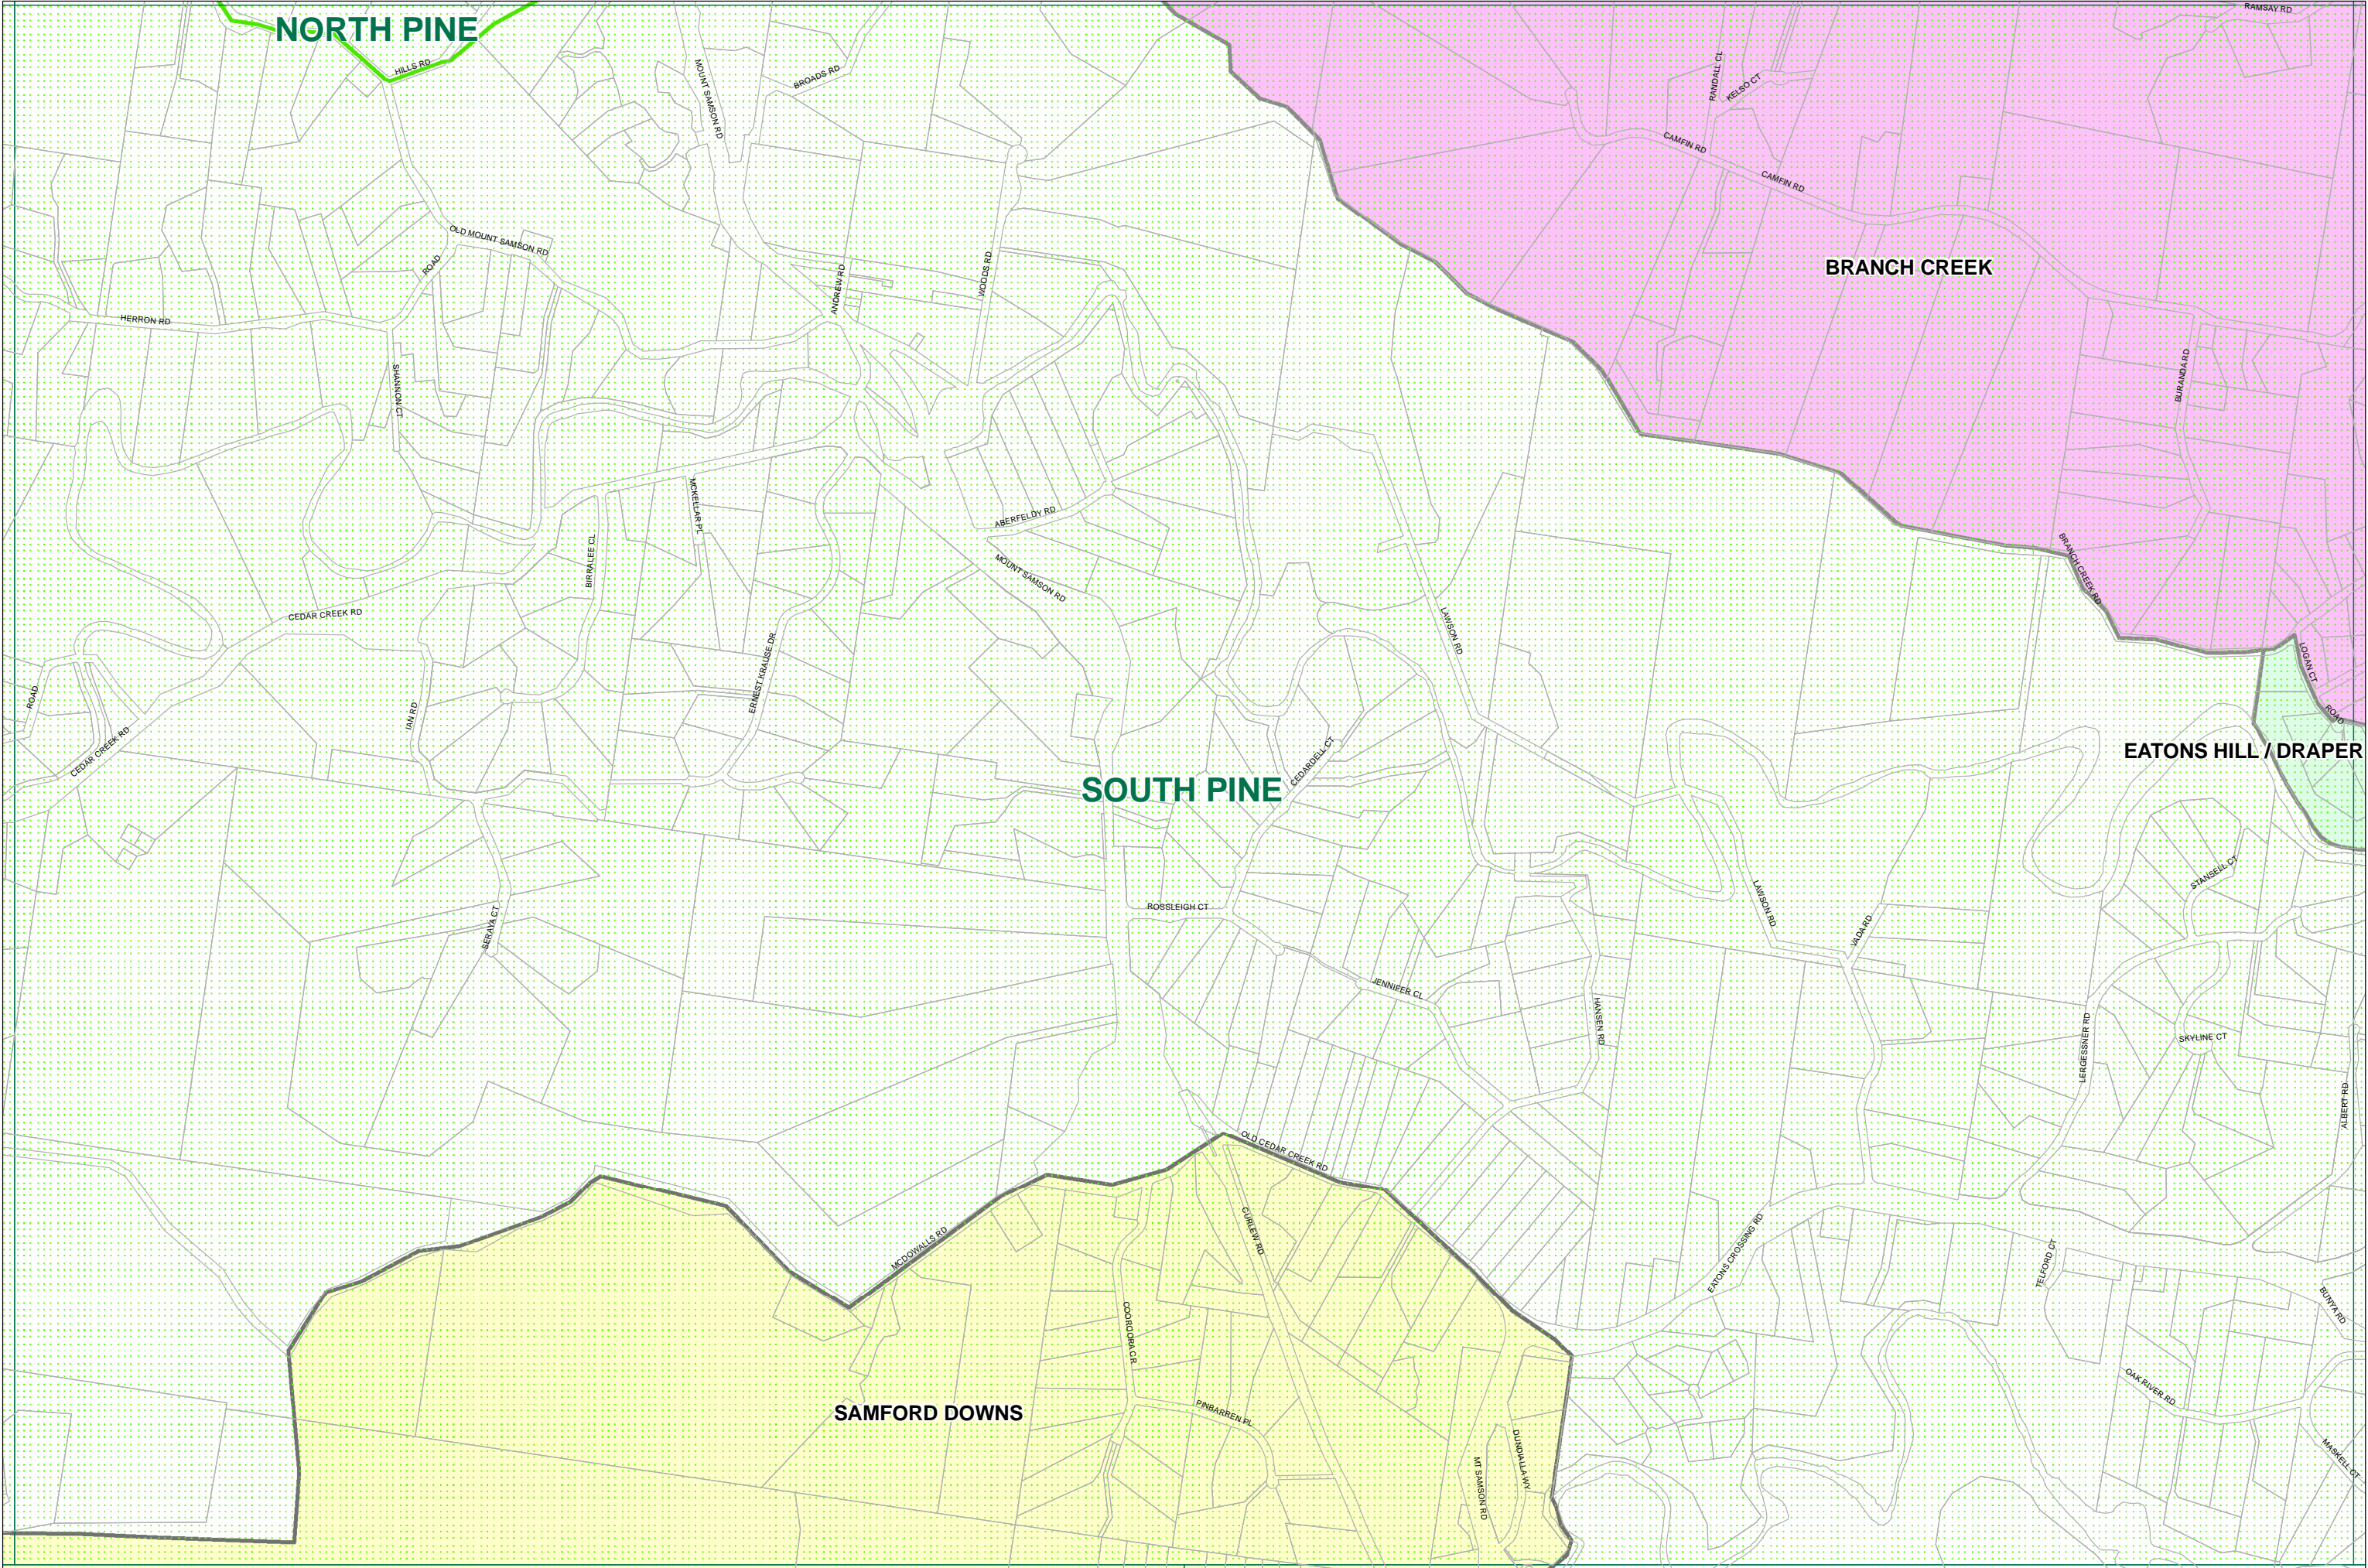 RAMSAY RD
NORTH PINE
HILLS RD
MOUNT SAMSON RD
BROADS RD
RANDALL CL
KELSO CT
CAMFIN RD
CAMFIN RD
OLD MOUNT SAMSON RD
ROAD
ANDREW RD
WOODS RD
BRANCH CREEK
HERRON RD
SHANNON CT
BURANDA RD
MCKELLAR PL
ABERFELDY RD
BIRRALEE CL
MOUNT SAMSON RD
BRANCH CREEK RD
CEDAR CREEK RD
LAWSON RD
ERNEST KRAUSE DR
LOGAN CT
ROAD
IAN RD
ROAD
CEDAR CREEK RD
CEDARDELL CT
EATONS HILL / DRAPER
SOUTH PINE
STANSELL CT
ROSSLEIGH CT
LAWSON RD
SERAYA CT
VADA RD
JENNIFER CL
HANSEN RD
LERGESSNER RD
SKYLINE CT
ALBERT RD
OLD CEDAR CREEK RD
CURLEW RD
MCDOWALLS RD
EATONS CROSSING RD
TELFORD CT
BUNYA RD
COOROORA CR
OAK RIVER RD
SAMFORD DOWNS
PINBARREN PL
DUNDALLA WY
MT SAMSON RD
MASKELL CT